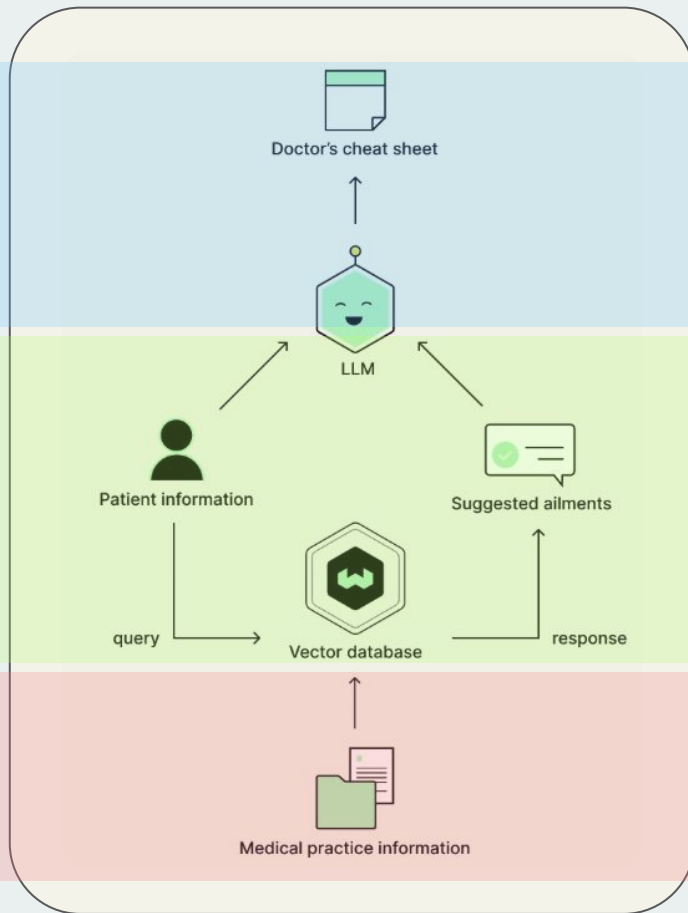 Doctor's cheat sheet
LLM
Patient information
Suggested ailments
query
Vector database
response
Medical practice information